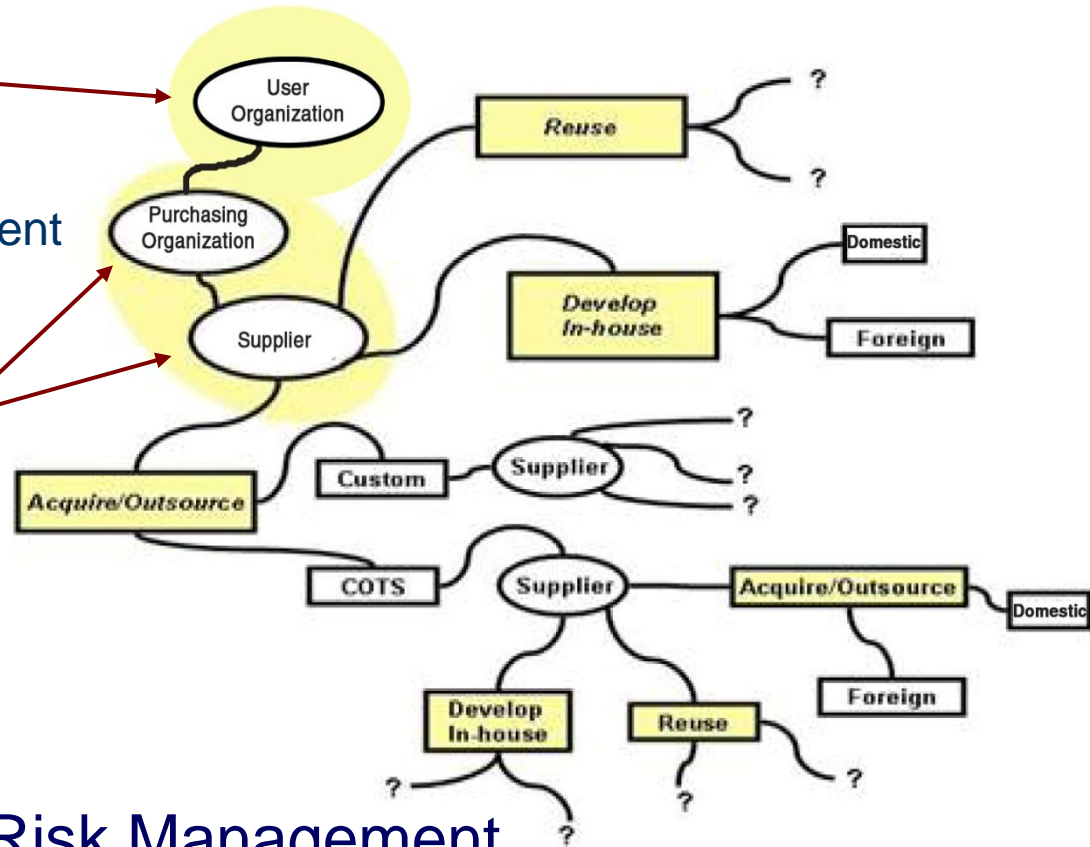 User
Organization
?
Reuse
?
Purchasing
Organization
ent
Domestic
Develop
In-house
Supplier
Foreign
?
Supplier
Custom
?
Acquire/Outsource
?
COTS
Supplier
Acquire/Outsource
Domestic
Foreign
Develop
In-house
Reuse
?
?
?
?
Risk Management